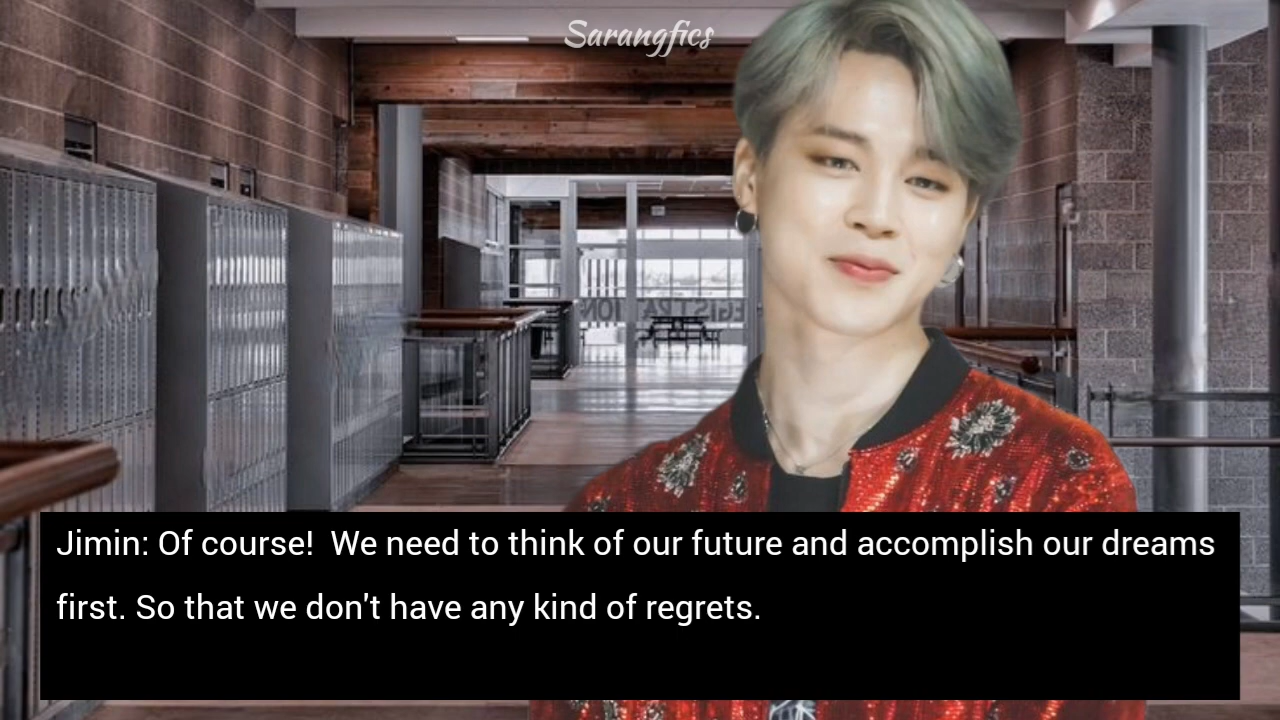 Sarangfics
REGISTRATION
Jimin: Of course!  We need to think of our future and accomplish our dreams
first. So that we don't have any kind of regrets.